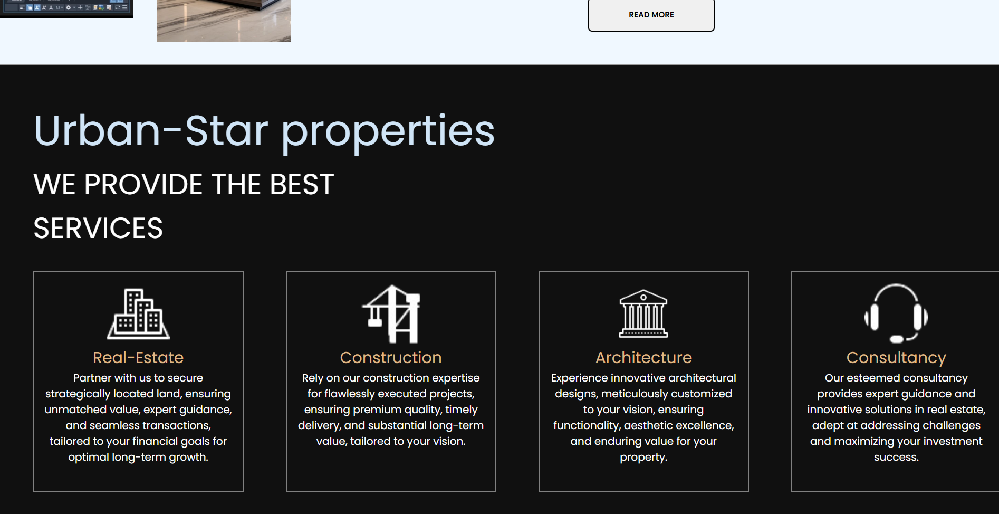 READ MORE
Urban-Star properties
WE PROVIDE THE BEST
SERVICES
Real-Estate
Partner with us to secure
strategically located land, ensuring
unmatched value, expert guidance,
and seamless transactions,
tailored to your financial goals for
optimal long-term growth.
Construction
Rely on our construction expertise
for flawlessly executed projects,
ensuring premium quality, timely
delivery, and substantial long-term
value, tailored to your vision.
Architecture
Experience innovative architectural
designs, meticulously customized
to your vision, ensuring
functionality, aesthetic excellence,
and enduring value for your
property.
Consultancy
Our esteemed consultancy
provides expert guidance and
innovative solutions in real estate,
adept at addressing challenges
and maximizing your investment
success.